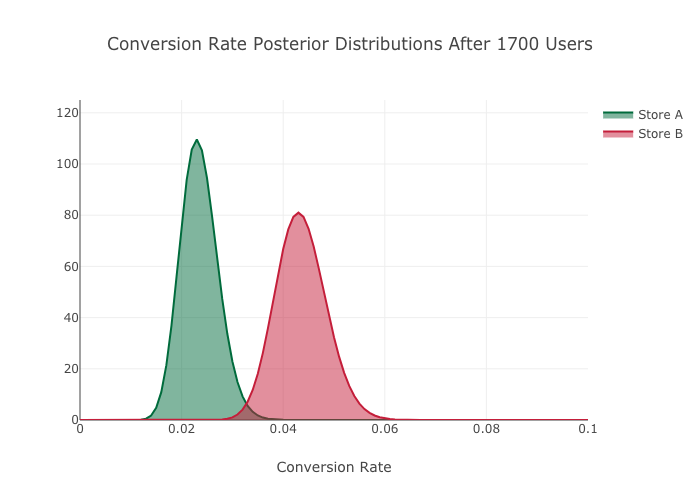 Conversion Rate Posterior Distributions After 1700 Users
120
100
80
60
40
20
0
0 0.02 0.04 0.06 0.08 0.1
Conversion Rate
Store A
Store B